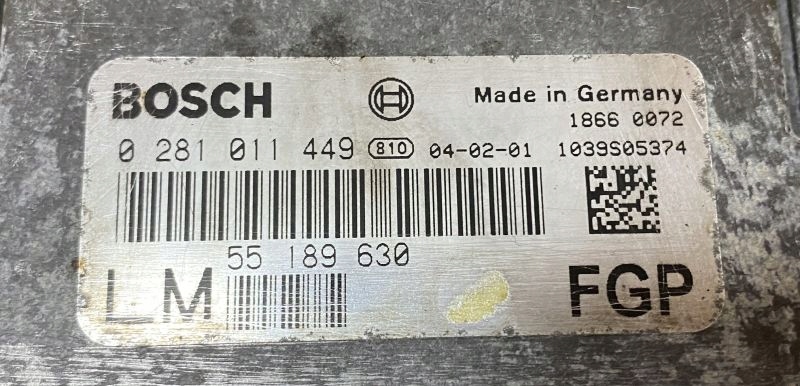 BOSCH Made in Germany
1866 0072
0 281 011 449 810 04-02-01 1039S05374
55 189 630
LM FGP